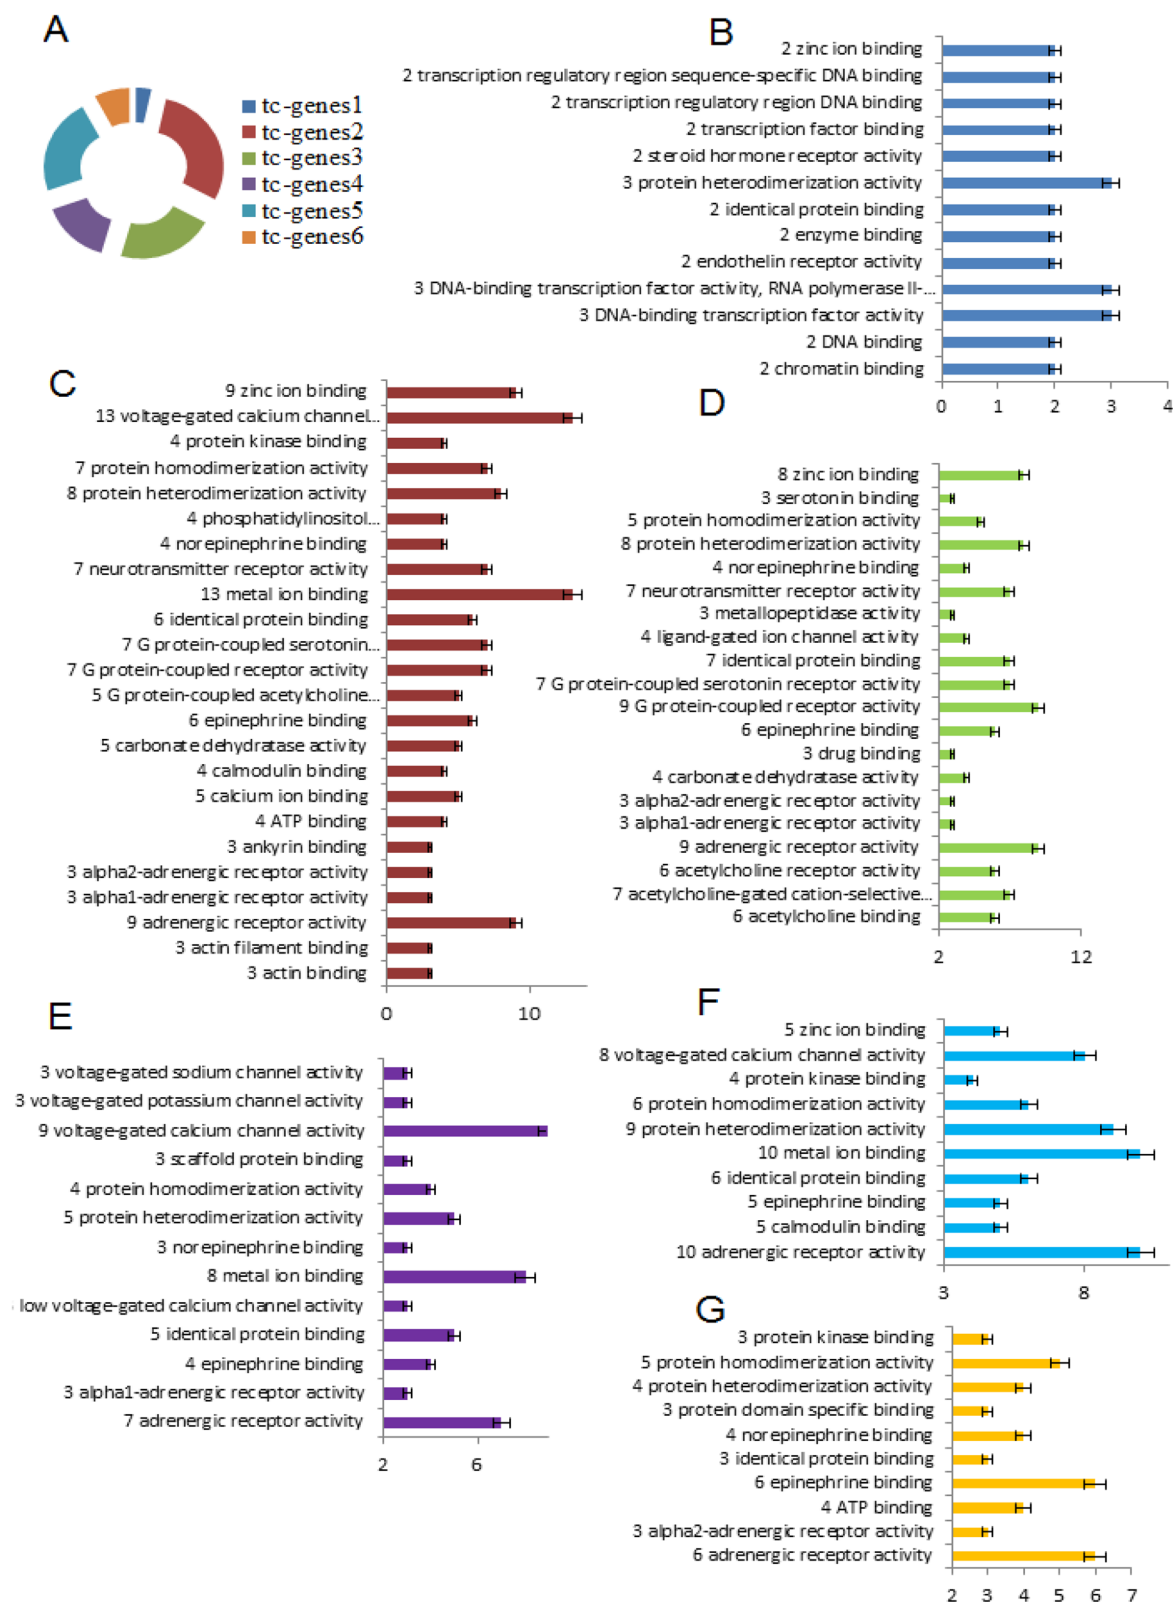 A
tc-genes1
tc-genes2
tc-genes3
tc-genes4
tc-genes5
tc-genes6
B
2 zinc ion binding
2 transcription regulatory region sequence-specific DNA binding
2 transcription regulatory region DNA binding
2 transcription factor binding
2 steroid hormone receptor activity
3 protein heterodimerization activity
2 identical protein binding
2 enzyme binding
2 endothelin receptor activity
3 DNA-binding transcription factor activity, RNA polymerase II-...
3 DNA-binding transcription factor activity
2 DNA binding
2 chromatin binding
0 1 2 3 4
C
9 zinc ion binding
13 voltage-gated calcium channel...
4 protein kinase binding
7 protein homodimerization activity
8 protein heterodimerization activity
4 phosphatidylinositol...
4 norepinephrine binding
7 neurotransmitter receptor activity
13 metal ion binding
6 identical protein binding
7 G protein-coupled serotonin...
7 G protein-coupled receptor activity
5 G protein-coupled acetylcholine...
6 epinephrine binding
5 carbonate dehydratase activity
4 calmodulin binding
5 calcium ion binding
4 ATP binding
3 ankyrin binding
3 alpha2-adrenergic receptor activity
3 alpha1-adrenergic receptor activity
9 adrenergic receptor activity
3 actin filament binding
3 actin binding
0 10
D
8 zinc ion binding
3 serotonin binding
5 protein homodimerization activity
8 protein heterodimerization activity
4 norepinephrine binding
7 neurotransmitter receptor activity
3 metallopeptidase activity
4 ligand-gated ion channel activity
7 identical protein binding
7 G protein-coupled serotonin receptor activity
9 G protein-coupled receptor activity
6 epinephrine binding
3 drug binding
4 carbonate dehydratase activity
3 alpha2-adrenergic receptor activity
3 alpha1-adrenergic receptor activity
9 adrenergic receptor activity
6 acetylcholine receptor activity
7 acetylcholine-gated cation-selective...
6 acetylcholine binding
2 12
E
3 voltage-gated sodium channel activity
3 voltage-gated potassium channel activity
9 voltage-gated calcium channel activity
3 scaffold protein binding
4 protein homodimerization activity
5 protein heterodimerization activity
3 norepinephrine binding
8 metal ion binding
low voltage-gated calcium channel activity
5 identical protein binding
4 epinephrine binding
3 alpha1-adrenergic receptor activity
7 adrenergic receptor activity
2 6
F
5 zinc ion binding
8 voltage-gated calcium channel activity
4 protein kinase binding
6 protein homodimerization activity
9 protein heterodimerization activity
10 metal ion binding
6 identical protein binding
5 epinephrine binding
5 calmodulin binding
10 adrenergic receptor activity
3 8
G
3 protein kinase binding
5 protein homodimerization activity
4 protein heterodimerization activity
3 protein domain specific binding
4 norepinephrine binding
3 identical protein binding
6 epinephrine binding
4 ATP binding
3 alpha2-adrenergic receptor activity
6 adrenergic receptor activity
2 3 4 5 6 7